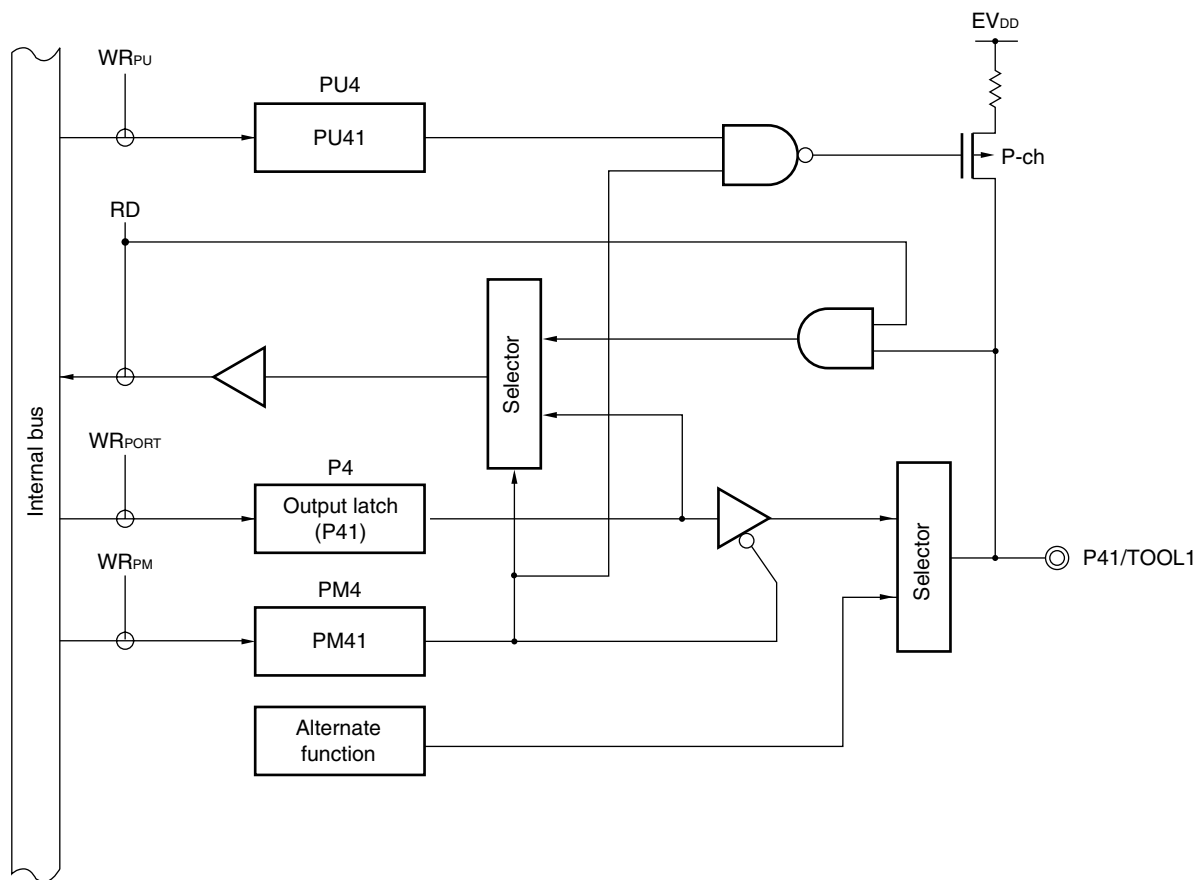 EVDD
WRPU
PU4
PU41
P-ch
RD
Selector
Internal bus
WRPORT
P4
Output latch
(P41)
Selector
P41/TOOL1
WRPM
PM4
PM41
Alternate
function